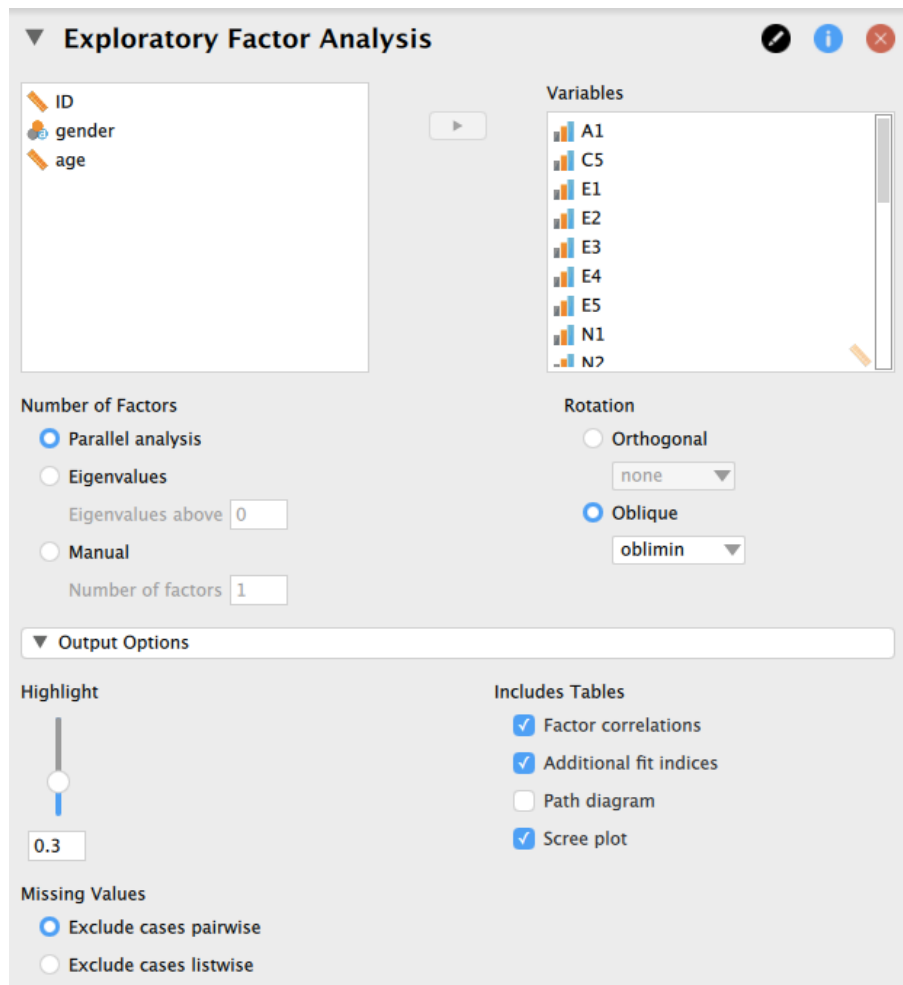 Exploratory Factor Analysis
ID
gender
age
Variables
A1
C5
E1
E2
E3
E4
E5
N1
N2
Number of Factors
Parallel analysis
Eigenvalues
Eigenvalues above 0
Manual
Number of factors 1
Rotation
Orthogonal
none
Oblique
oblimin
Output Options
Highlight
0.3
Includes Tables
Factor correlations
Additional fit indices
Path diagram
Scree plot
Missing Values
Exclude cases pairwise
Exclude cases listwise